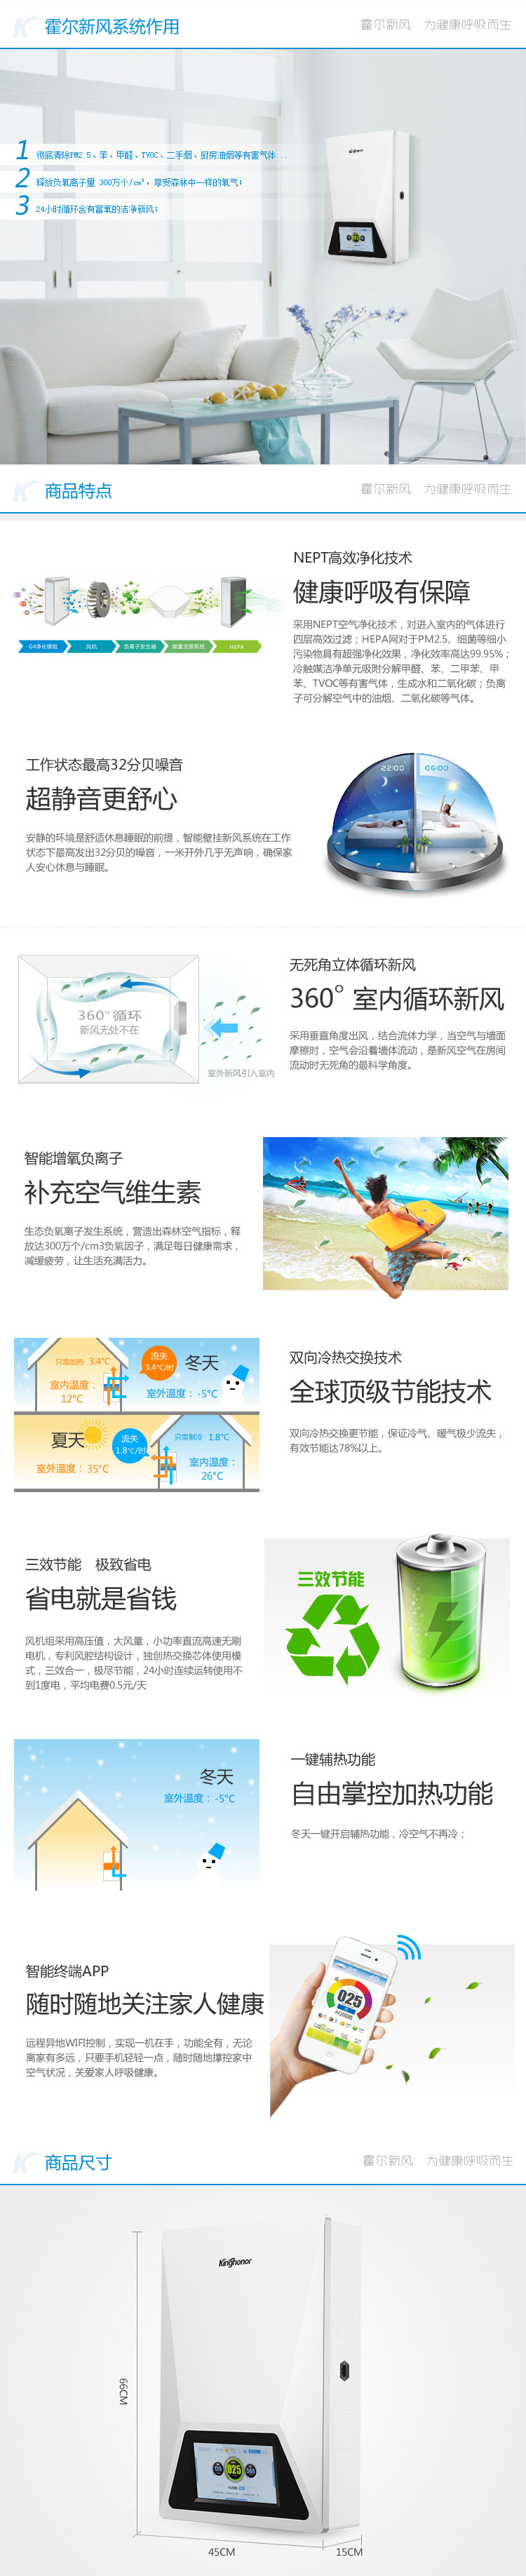 霍尔新风系统作用
霍尔新风 为健康呼吸而生
1 彻底清除PM2.5、苯、甲醛、TVOC、二手烟、厨房油烟等有害气体...
2 释放负氧离子量 300万个/cm³，享受森林中一样的氧气；
3 24小时循环含有富氧的洁净新风；
Kinghonor
商品特点
霍尔新风 为健康呼吸而生
NEPT高效净化技术
健康呼吸有保障
采用NEPT空气净化技术，对进入室内的气体进行
四层高效过滤；HEPA网对于PM2.5、细菌等细小
污染物具有超强净化效果，净化效率高达99.95%；
冷触媒洁净单元吸附分解甲醛、苯、二甲苯、甲
苯、TVOC等有害气体，生成水和二氧化碳；负离
子可分解空气中的油烟、二氧化碳等气体。
G4净化模组 风机 负离子发生器 能量交换系统 HEPA
工作状态最高32分贝噪音
超静音更舒心
安静的环境是舒适休息睡眠的前提，智能壁挂新风系统在工作
状态下最高发出32分贝的噪音，一米开外几乎无声响，确保家
人安心休息与睡眠。
22:00 06:00
无死角立体循环新风
360° 室内循环新风
采用垂直角度出风，结合流体力学，当空气与墙面
摩擦时，空气会沿着墙体流动，是新风空气在房间
流动时无死角的最科学角度。
360°循环
新风无处不在
室外新风引入室内
智能增氧负离子
补充空气维生素
生态负氧离子发生系统，营造出森林空气指标，释
放达300万个/cm3负氧因子，满足每日健康需求，
减缓疲劳，让生活充满活力。
双向冷热交换技术
全球顶级节能技术
双向冷热交换更节能，保证冷气、暖气极少流失，
有效节能达78%以上。
流失
3.4℃/时
冬天
只需加热 3.4℃
室内温度：
12℃
室外温度：-5℃
夏天
流失
1.8℃/时
只需制冷 1.8℃
室外温度：35℃
室内温度：
26℃
三效节能 极致省电
省电就是省钱
风机组采用高压值，大风量，小功率直流高速无刷
电机，专利风腔结构设计，独创热交换芯体使用模
式，三效合一，极尽节能，24小时连续运转使用不
到1度电，平均电费0.5元/天
三效节能
一键辅热功能
自由掌控加热功能
冬天一键开启辅热功能，冷空气不再冷；
冬天
室外温度：-5℃
智能终端APP
随时随地关注家人健康
远程异地WIFI控制，实现一机在手，功能全有，无论
离家有多远，只要手机轻轻一点，随时随地撑控家中
空气状况，关爱家人呼吸健康。
025
商品尺寸
霍尔新风 为健康呼吸而生
Kinghonor
66CM
025
45CM
15CM